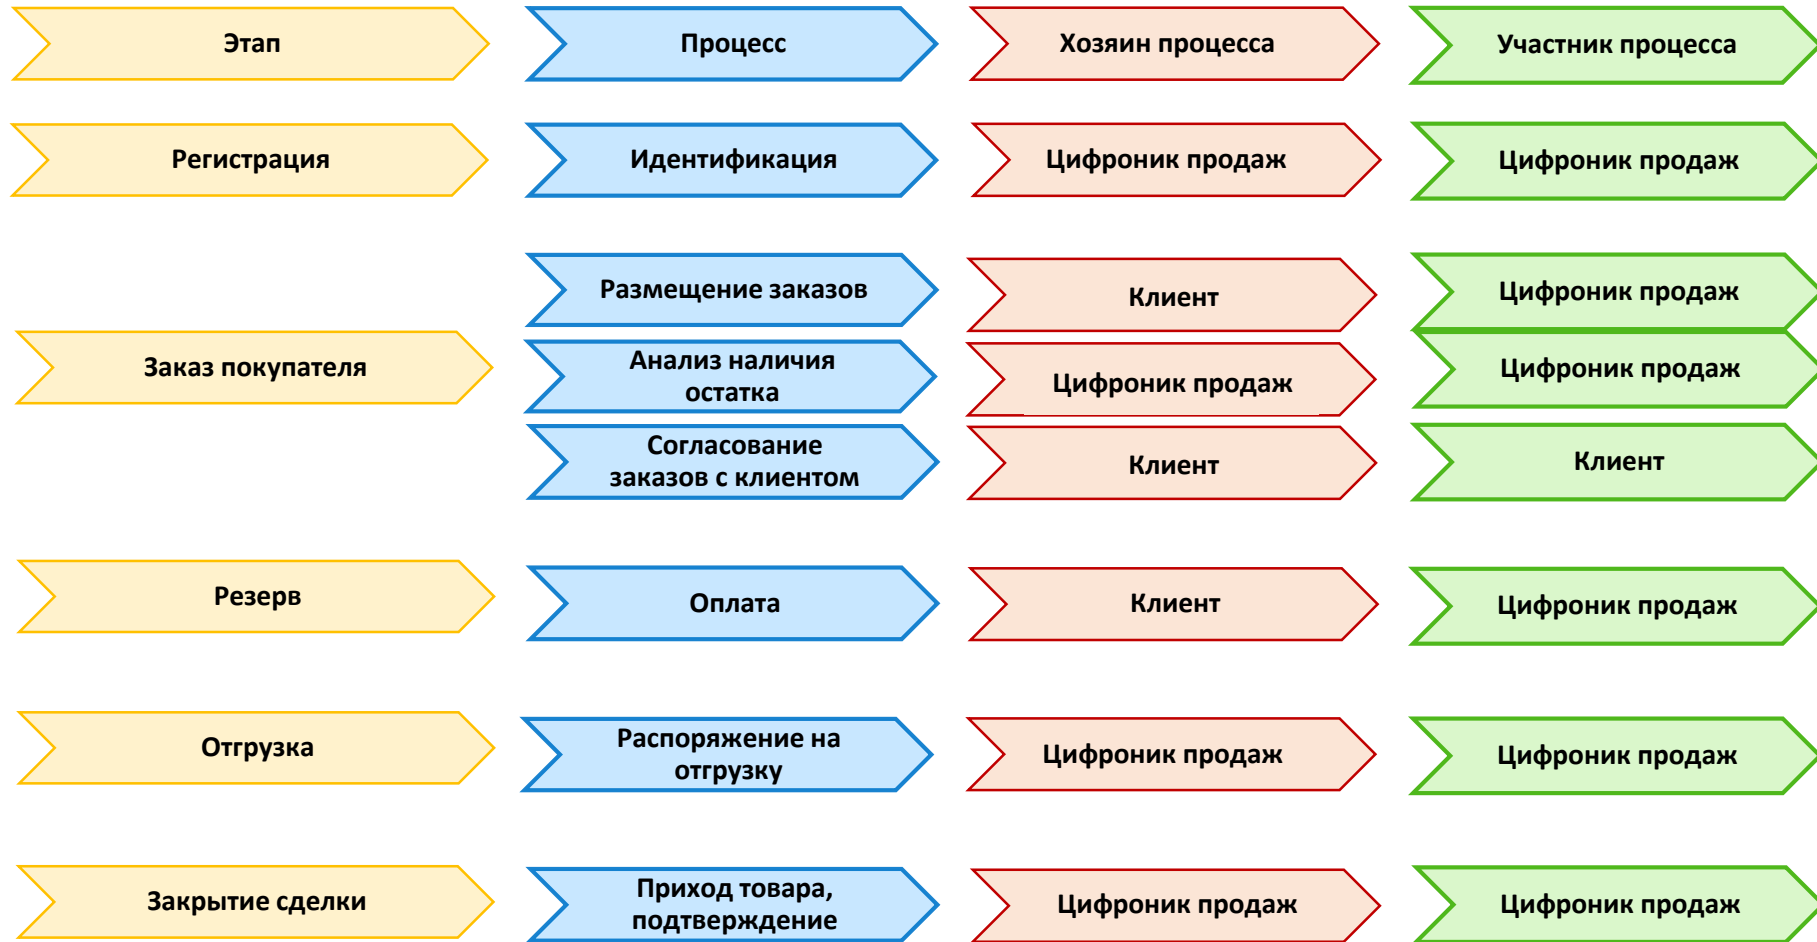 Этап
Процесс
Хозяин процесса
Участник процесса
Регистрация
Идентификация
Цифроник продаж
Цифроник продаж
Заказ покупателя
Размещение заказов
Клиент
Цифроник продаж
Анализ наличия
остатка
Цифроник продаж
Цифроник продаж
Согласование
заказов с клиентом
Клиент
Клиент
Резерв
Оплата
Клиент
Цифроник продаж
Отгрузка
Распоряжение на
отгрузку
Цифроник продаж
Цифроник продаж
Закрытие сделки
Приход товара,
подтверждение
Цифроник продаж
Цифроник продаж